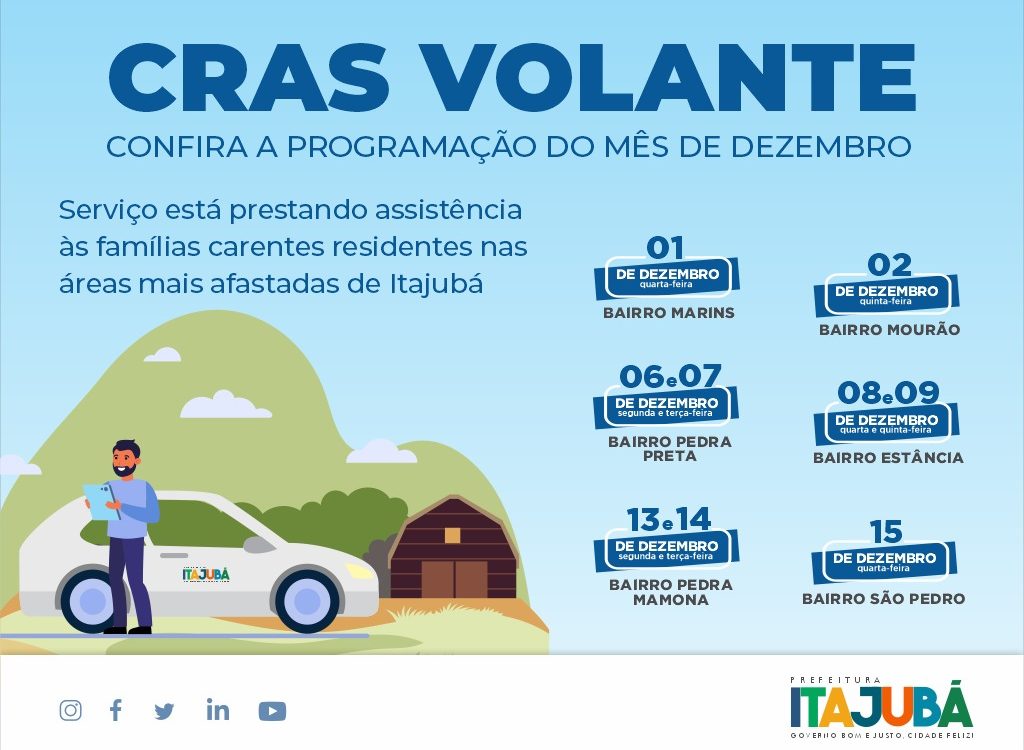 CRAS VOLANTE
CONFIRA A PROGRAMAÇÃO DO MÊS DE DEZEMBRO
Serviço está prestando assistência
às famílias carentes residentes nas
áreas mais afastadas de Itajubá
01
DE DEZEMBRO
quarta-feira
BAIRRO MARINS
02
DE DEZEMBRO
quinta-feira
BAIRRO MOURÃO
06 e 07
DE DEZEMBRO
segunda e terça-feira
BAIRRO PEDRA
PRETA
08 e 09
DE DEZEMBRO
quarta e quinta-feira
BAIRRO ESTÂNCIA
13 e 14
DE DEZEMBRO
segunda e terça-feira
BAIRRO PEDRA
MAMONA
15
DE DEZEMBRO
quarta-feira
BAIRRO SÃO PEDRO
ITAJUBÁ
PREFEITURA
ITAJUBÁ
GOVERNO BOM E JUSTO, CIDADE FELIZ!